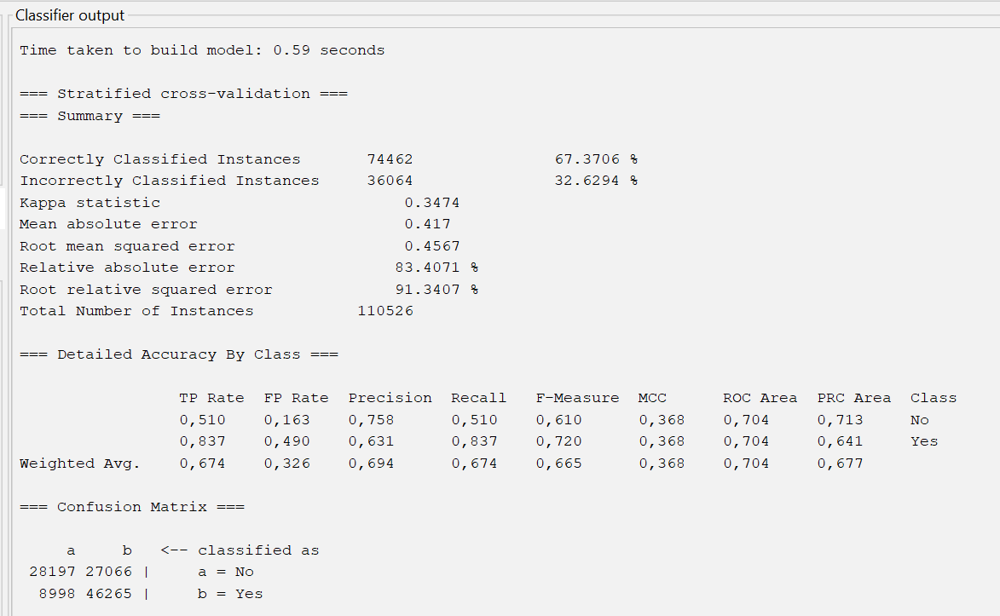 Classifier output
Time taken to build model: 0.59 seconds
=== Stratified cross-validation ===
=== Summary ===
Correctly Classified Instances 74462 67.3706 %
Incorrectly Classified Instances 36064 32.6294 %
Kappa statistic 0.3474
Mean absolute error 0.417
Root mean squared error 0.4567
Relative absolute error 83.4071 %
Root relative squared error 91.3407 %
Total Number of Instances 110526
=== Detailed Accuracy By Class ===
TP Rate FP Rate Precision Recall F-Measure MCC ROC Area PRC Area Class
0,510 0,163 0,758 0,510 0,610 0,368 0,704 0,713 No
0,837 0,490 0,631 0,837 0,720 0,368 0,704 0,641 Yes
Weighted Avg. 0,674 0,326 0,694 0,674 0,665 0,368 0,704 0,677
=== Confusion Matrix ===
a b <-- classified as
28197 27066 | a = No
8998 46265 | b = Yes